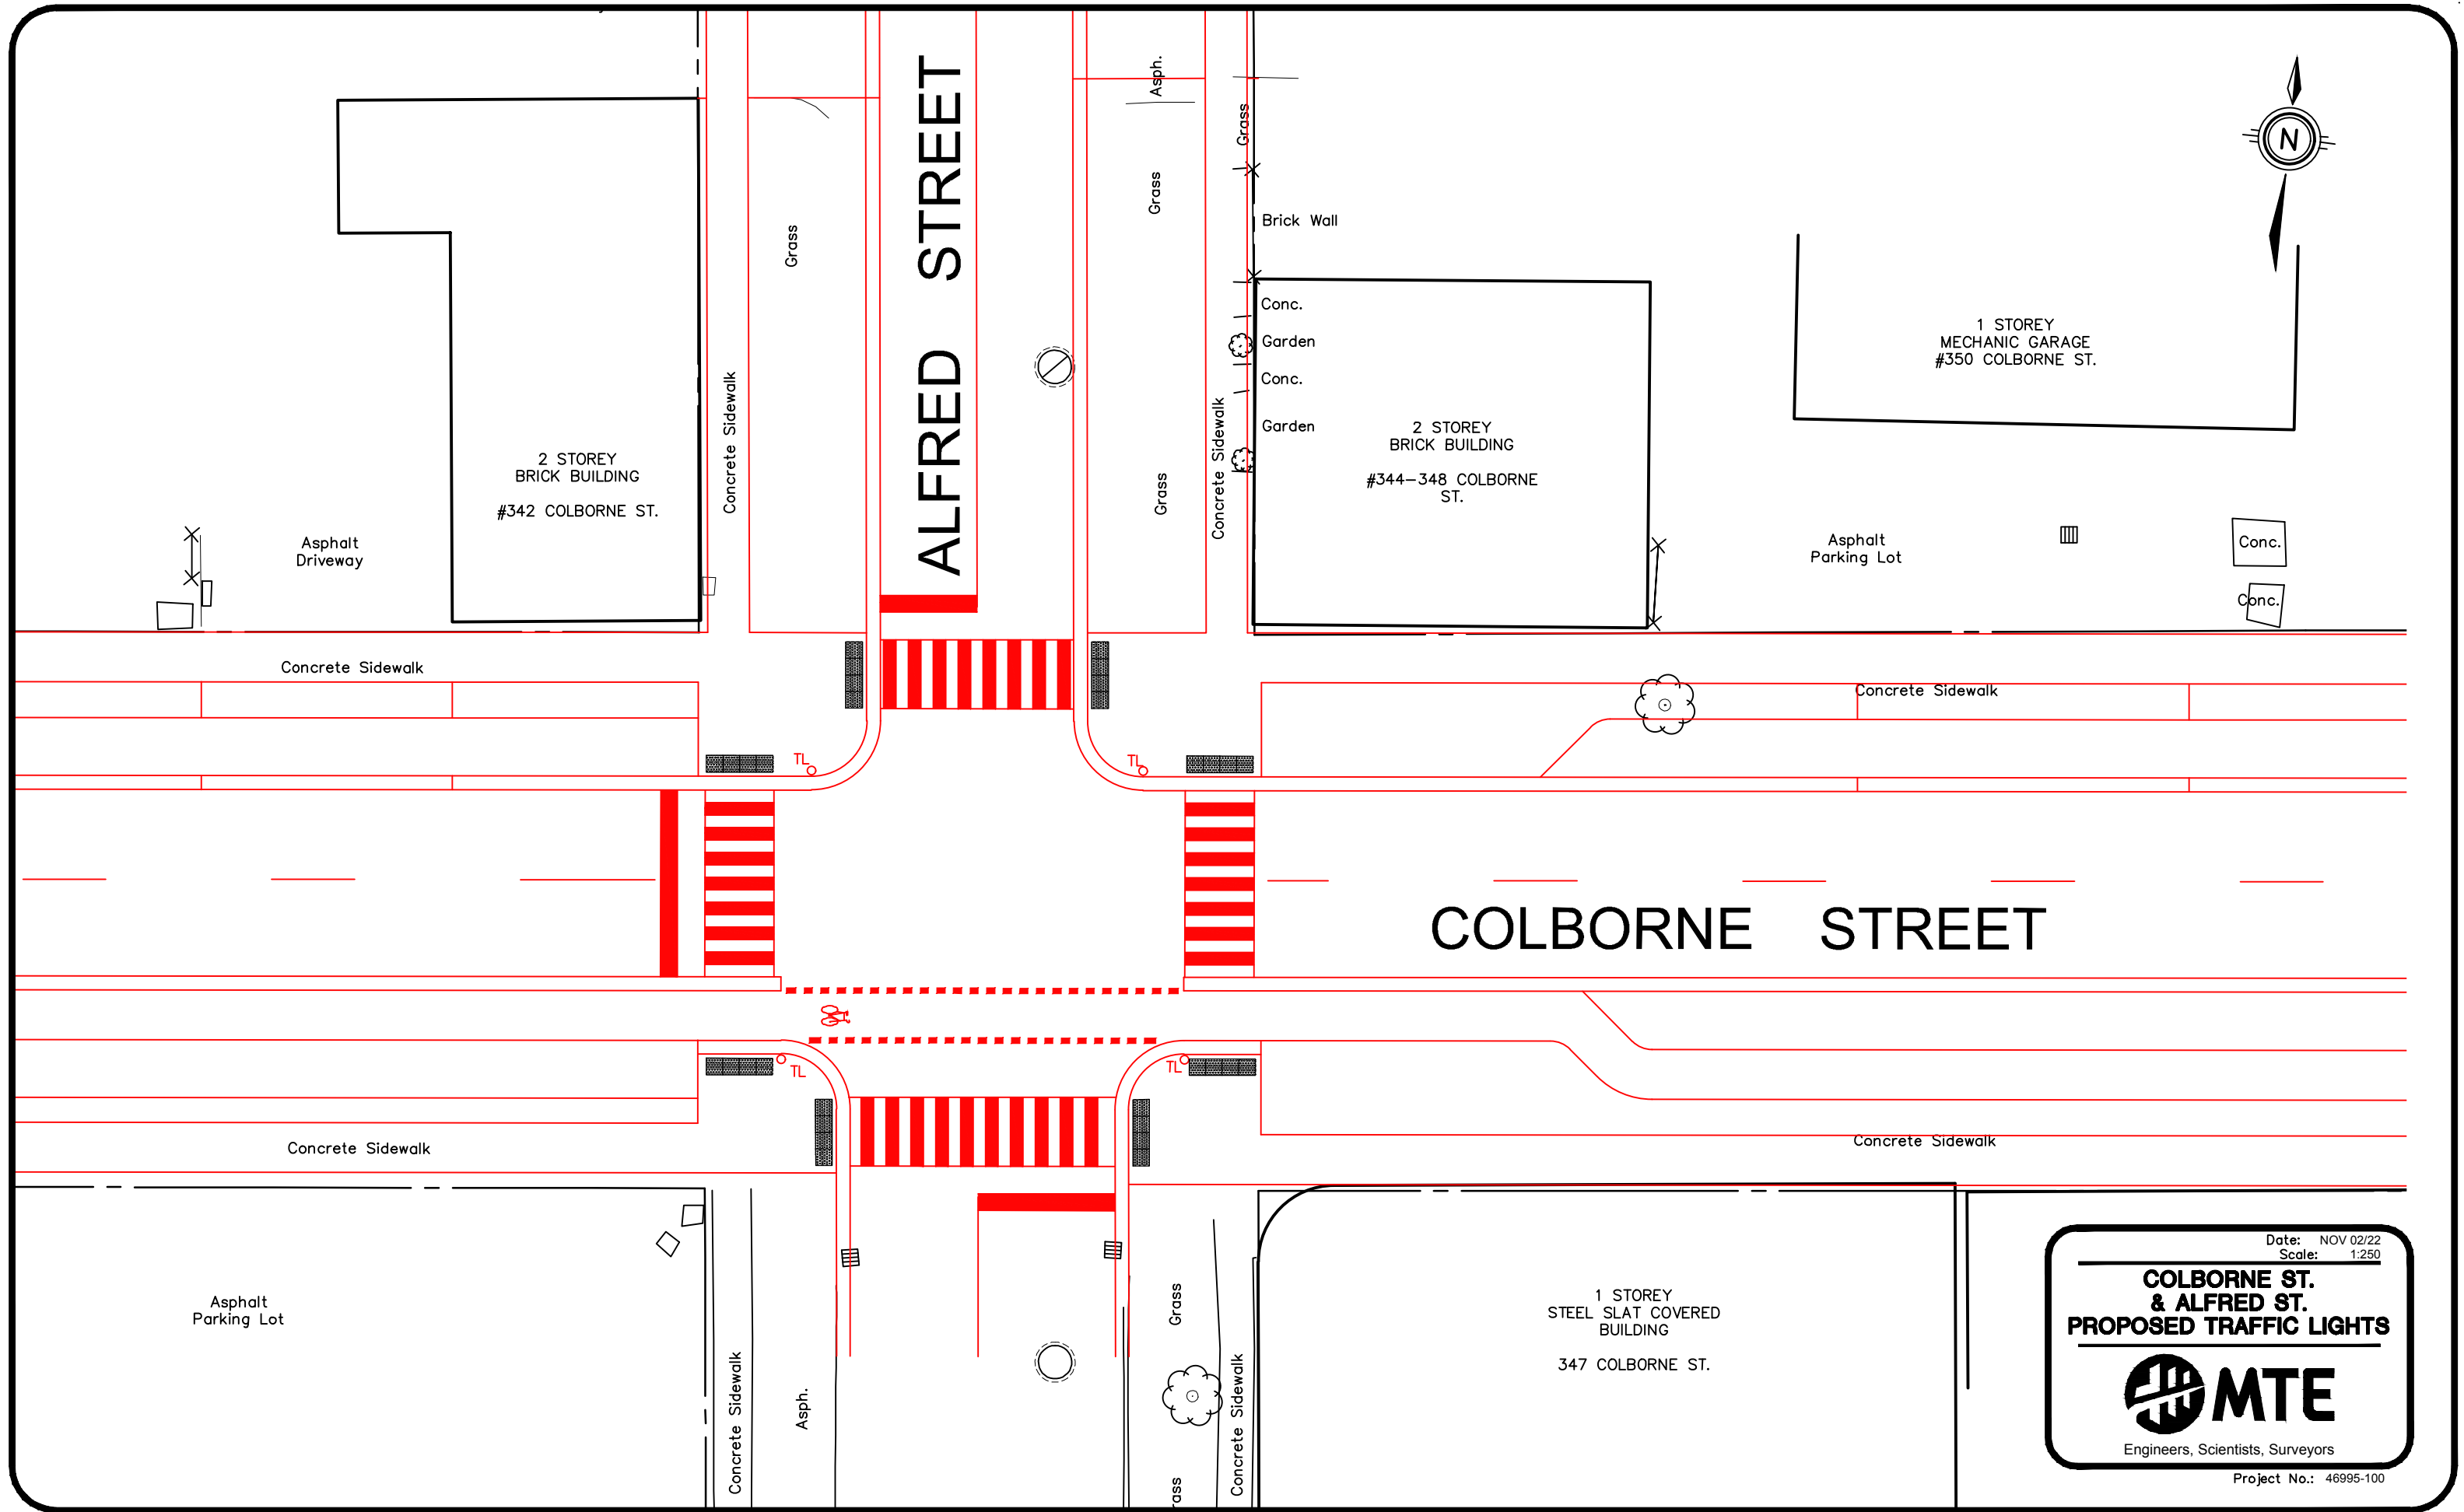 ALFRED STREET
Asph.
Grass
Grass
Grass
Brick Wall
N
Conc.
Garden
Conc.
Garden
1 STOREY
MECHANIC GARAGE
#350 COLBORNE ST.
2 STOREY
BRICK BUILDING
#342 COLBORNE ST.
Concrete Sidewalk
Grass
Concrete Sidewalk
2 STOREY
BRICK BUILDING
#344-348 COLBORNE
ST.
Asphalt
Driveway
Asphalt
Parking Lot
Conc.
Conc.
Concrete Sidewalk
Concrete Sidewalk
TL
TL
COLBORNE STREET
TL
TL
Concrete Sidewalk
Concrete Sidewalk
Asphalt
Parking Lot
Concrete Sidewalk
Asph.
Grass
Concrete Sidewalk
1 STOREY
STEEL SLAT COVERED
BUILDING
347 COLBORNE ST.
Date: NOV 02/22
Scale: 1:250
COLBORNE ST.
& ALFRED ST.
PROPOSED TRAFFIC LIGHTS
MTE
Engineers, Scientists, Surveyors
Project No.: 46995-100